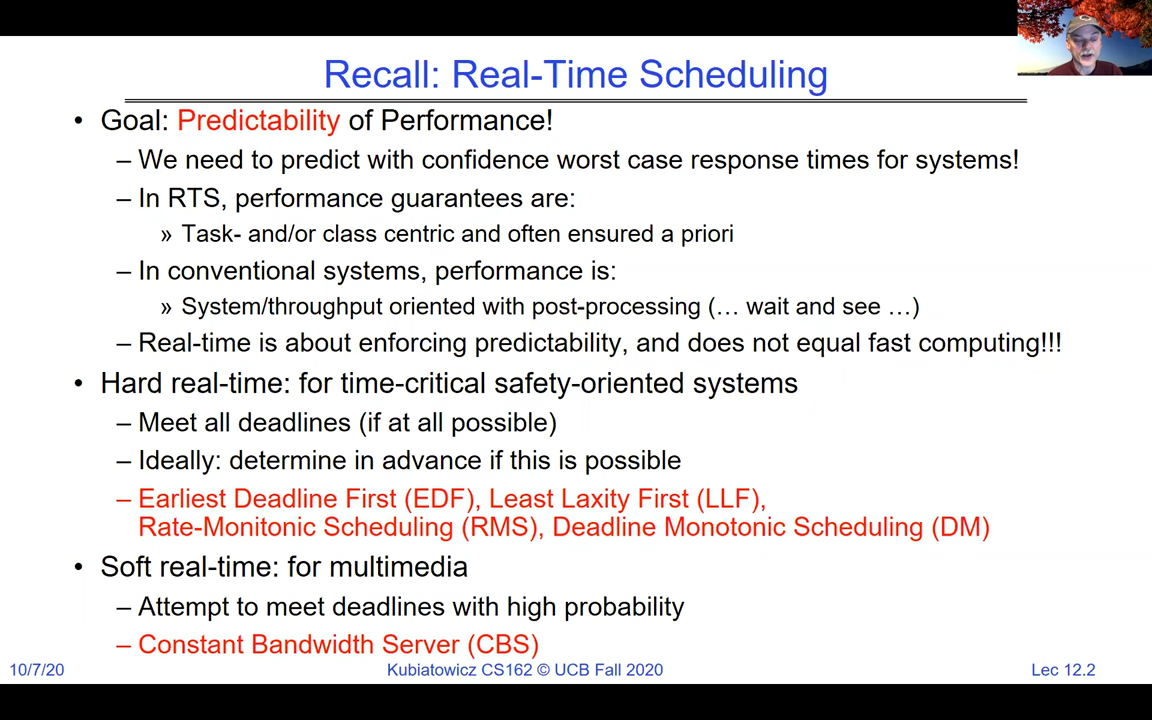 Recall: Real-Time Scheduling
• Goal: Predictability of Performance!
– We need to predict with confidence worst case response times for systems!
– In RTS, performance guarantees are:
» Task- and/or class centric and often ensured a priori
– In conventional systems, performance is:
» System/throughput oriented with post-processing (… wait and see …)
– Real-time is about enforcing predictability, and does not equal fast computing!!!
• Hard real-time: for time-critical safety-oriented systems
– Meet all deadlines (if at all possible)
– Ideally: determine in advance if this is possible
– Earliest Deadline First (EDF), Least Laxity First (LLF),
Rate-Monitonic Scheduling (RMS), Deadline Monotonic Scheduling (DM)
• Soft real-time: for multimedia
– Attempt to meet deadlines with high probability
– Constant Bandwidth Server (CBS)
10/7/20
Kubiatowicz CS162 © UCB Fall 2020
Lec 12.2